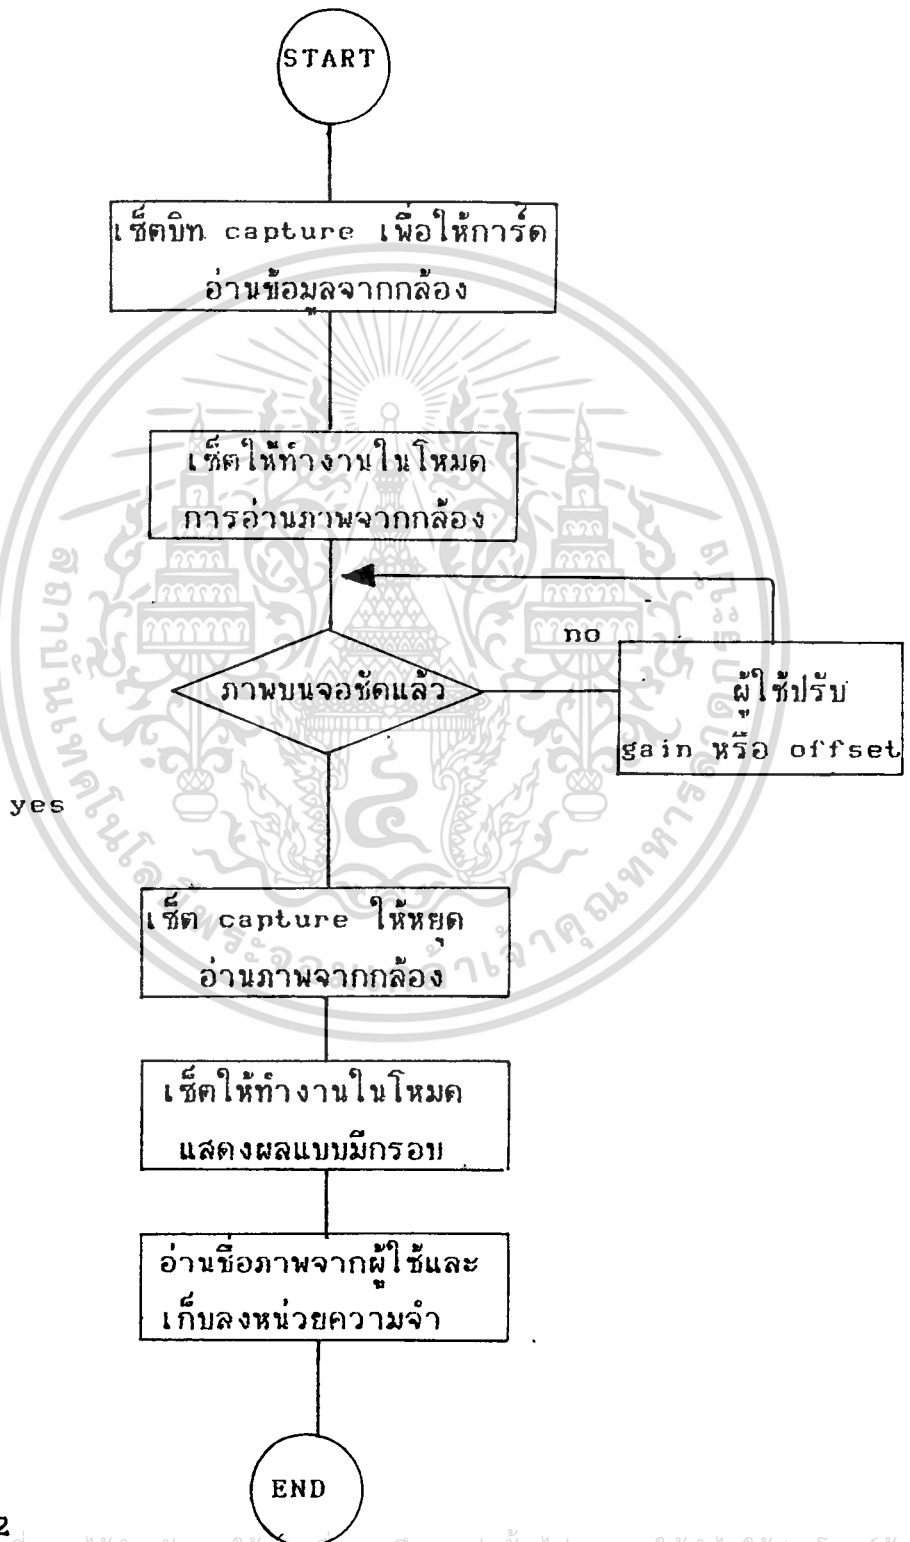 START
เซ็ตบิท capture เพื่อให้การ์ด
อ่านข้อมูลจากกล้อง
เซ็ตให้ทำงานในโหมด
การอ่านภาพจากกล้อง
no
ภาพบนจอชัดแล้ว
ผู้ใช้ปรับ
gain หรือ offset
yes
เซ็ต capture ให้หยุด
อ่านภาพจากกล้อง
เซ็ตให้ทำงานในโหมด
แสดงผลแบบมีกรอบ
อ่านชื่อภาพจากผู้ใช้และ
เก็บลงหน่วยความจำ
END
2